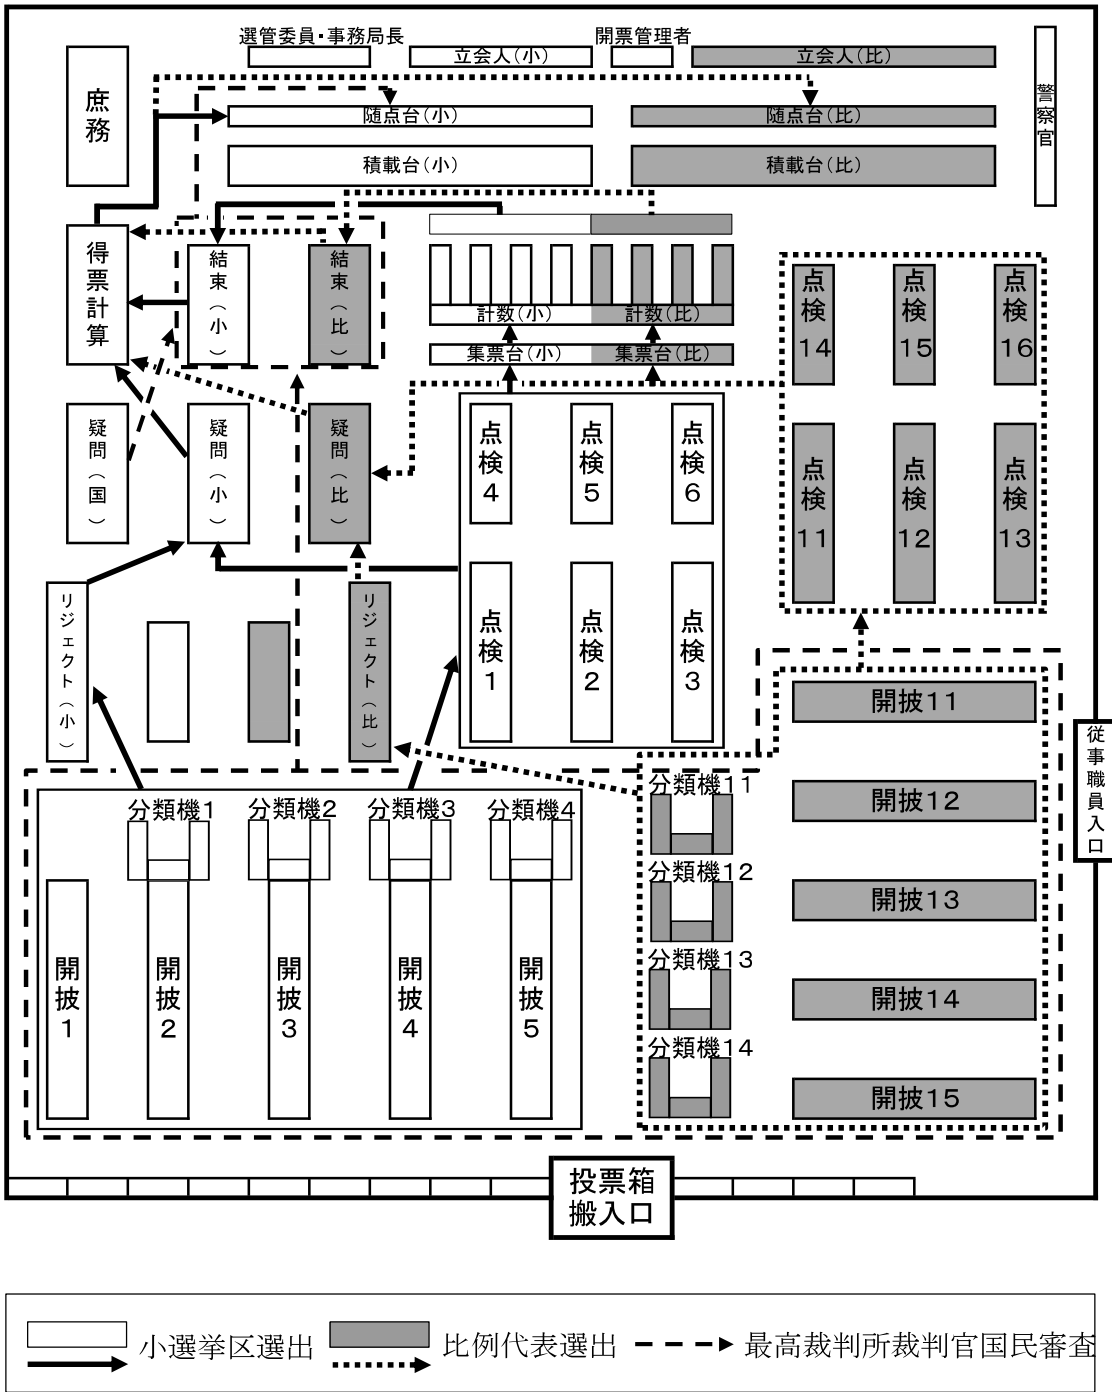 選管委員・事務局長
開票管理者
立会人(小)
立会人(比)
庶務
警察官
随点台(小)
随点台(比)
積載台(小)
積載台(比)
得票計算
結束(小)
結束(比)
計数(小)
計数(比)
集票台(小)
集票台(比)
点検14
点検15
点検16
疑問(国)
疑問(小)
疑問(比)
点検4
点検5
点検6
点検11
点検12
点検13
リジェクト(小)
リジェクト(比)
点検1
点検2
点検3
開披11
従事職員入口
分類機1
分類機2
分類機3
分類機4
分類機11
開披12
分類機12
開披13
開披1
開披2
開披3
開披4
開披5
分類機13
開披14
分類機14
開披15
投票箱
搬入口
小選挙区選出
比例代表選出
最高裁判所裁判官国民審査